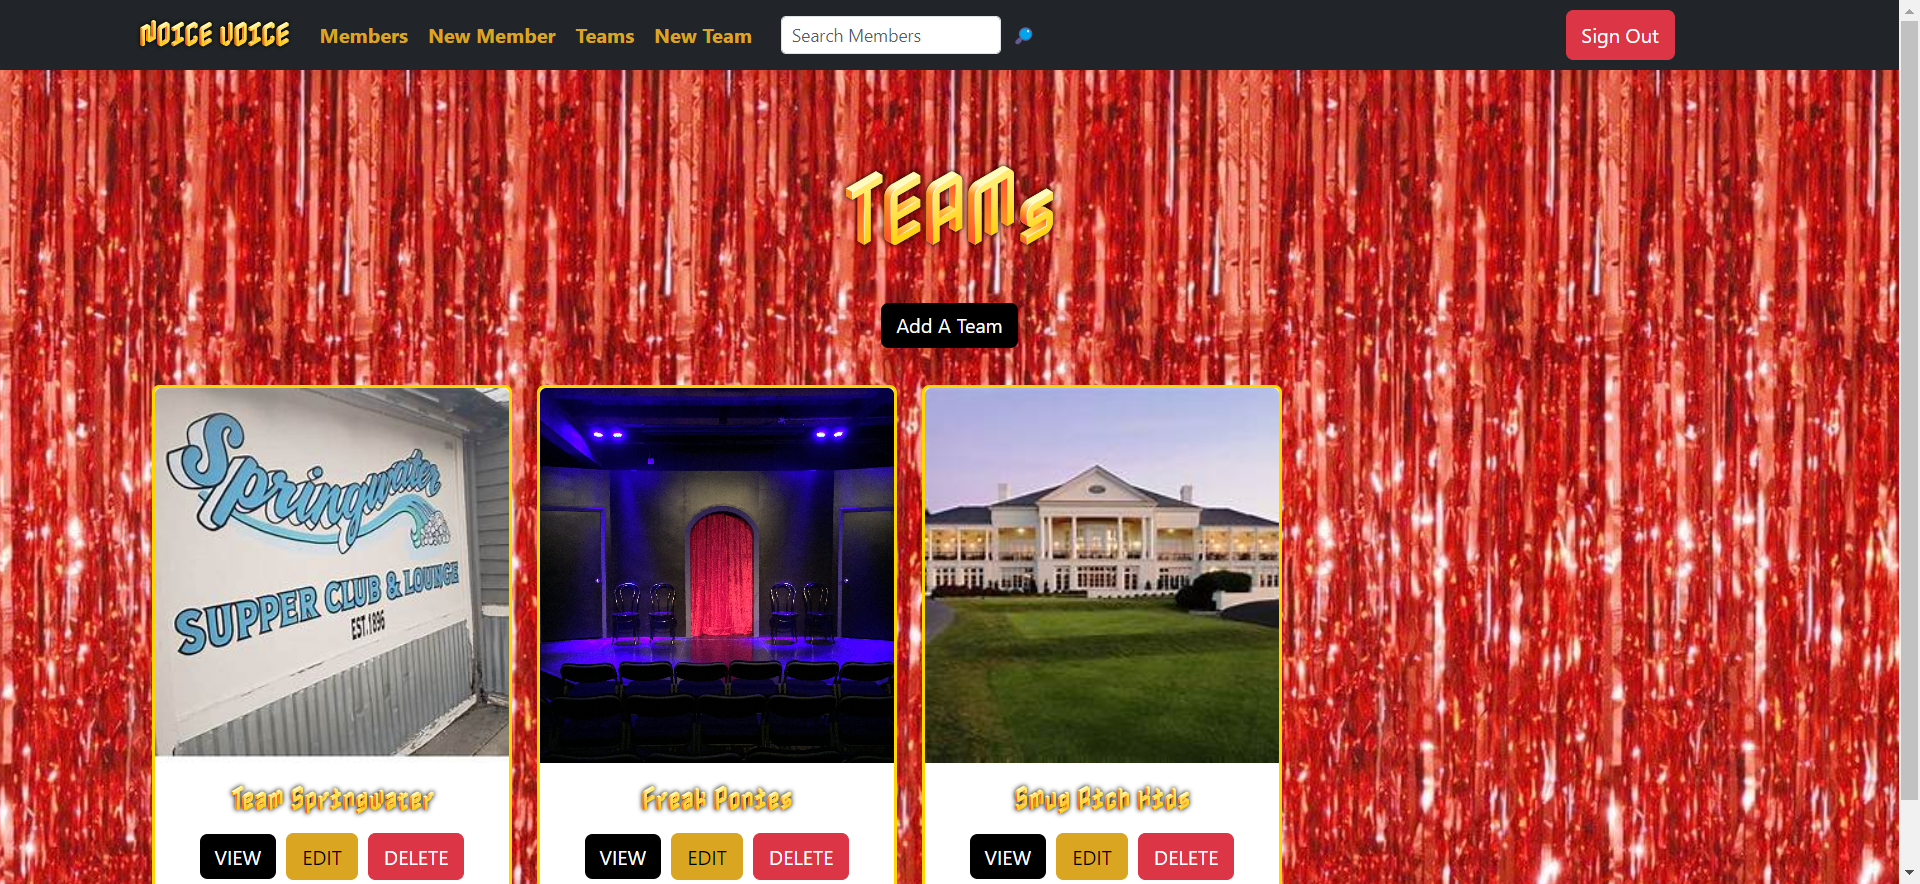 NOICE VOICE Members New Member Teams New Team Search Members Sign Out
TEAMs
Add A Team
Springwater
SUPPER CLUB & LOUNGE
EST. 1896
Team Springwater Freak Ponies Smug Rich Kids
VIEW EDIT DELETE VIEW EDIT DELETE VIEW EDIT DELETE